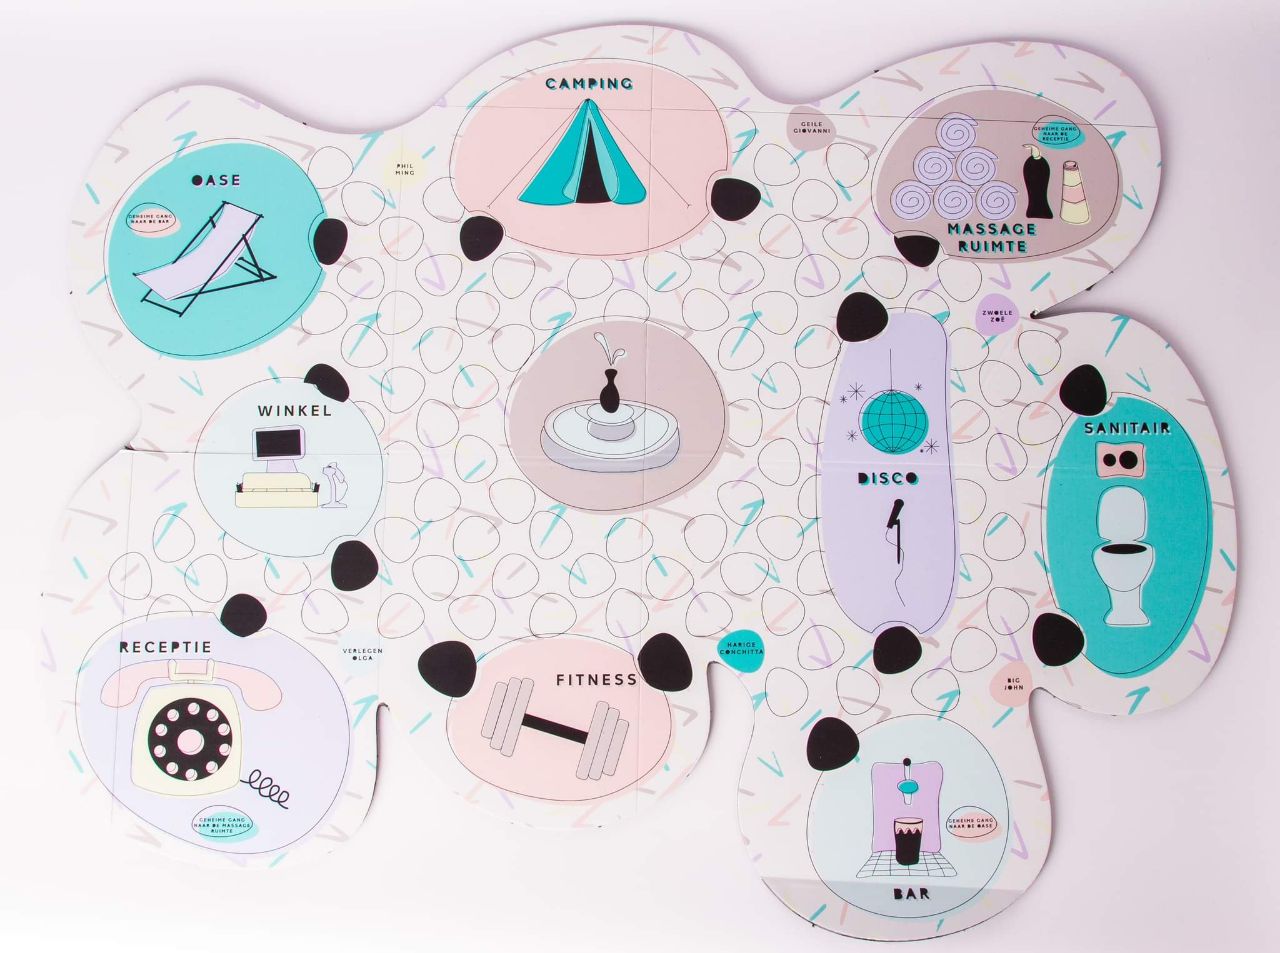 CAMPING
GEILE
GIOVANNI
GEHEIME GANG
NAAR DE
RECEPTIE
PHIL
MING
OASE
GEHEIME GANG
NAAR DE BAR
MASSAGE
RUIMTE
ZWOELE
ZOË
WINKEL
SANITAIR
DISCO
RECEPTIE
VERLEGEN
OLGA
HARIGE
CONCHITTA
FITNESS
BIG
JOHN
GEHEIME GANG
NAAR DE MASSAGE
RUIMTE
GEHEIME GANG
NAAR DE OASE
BAR